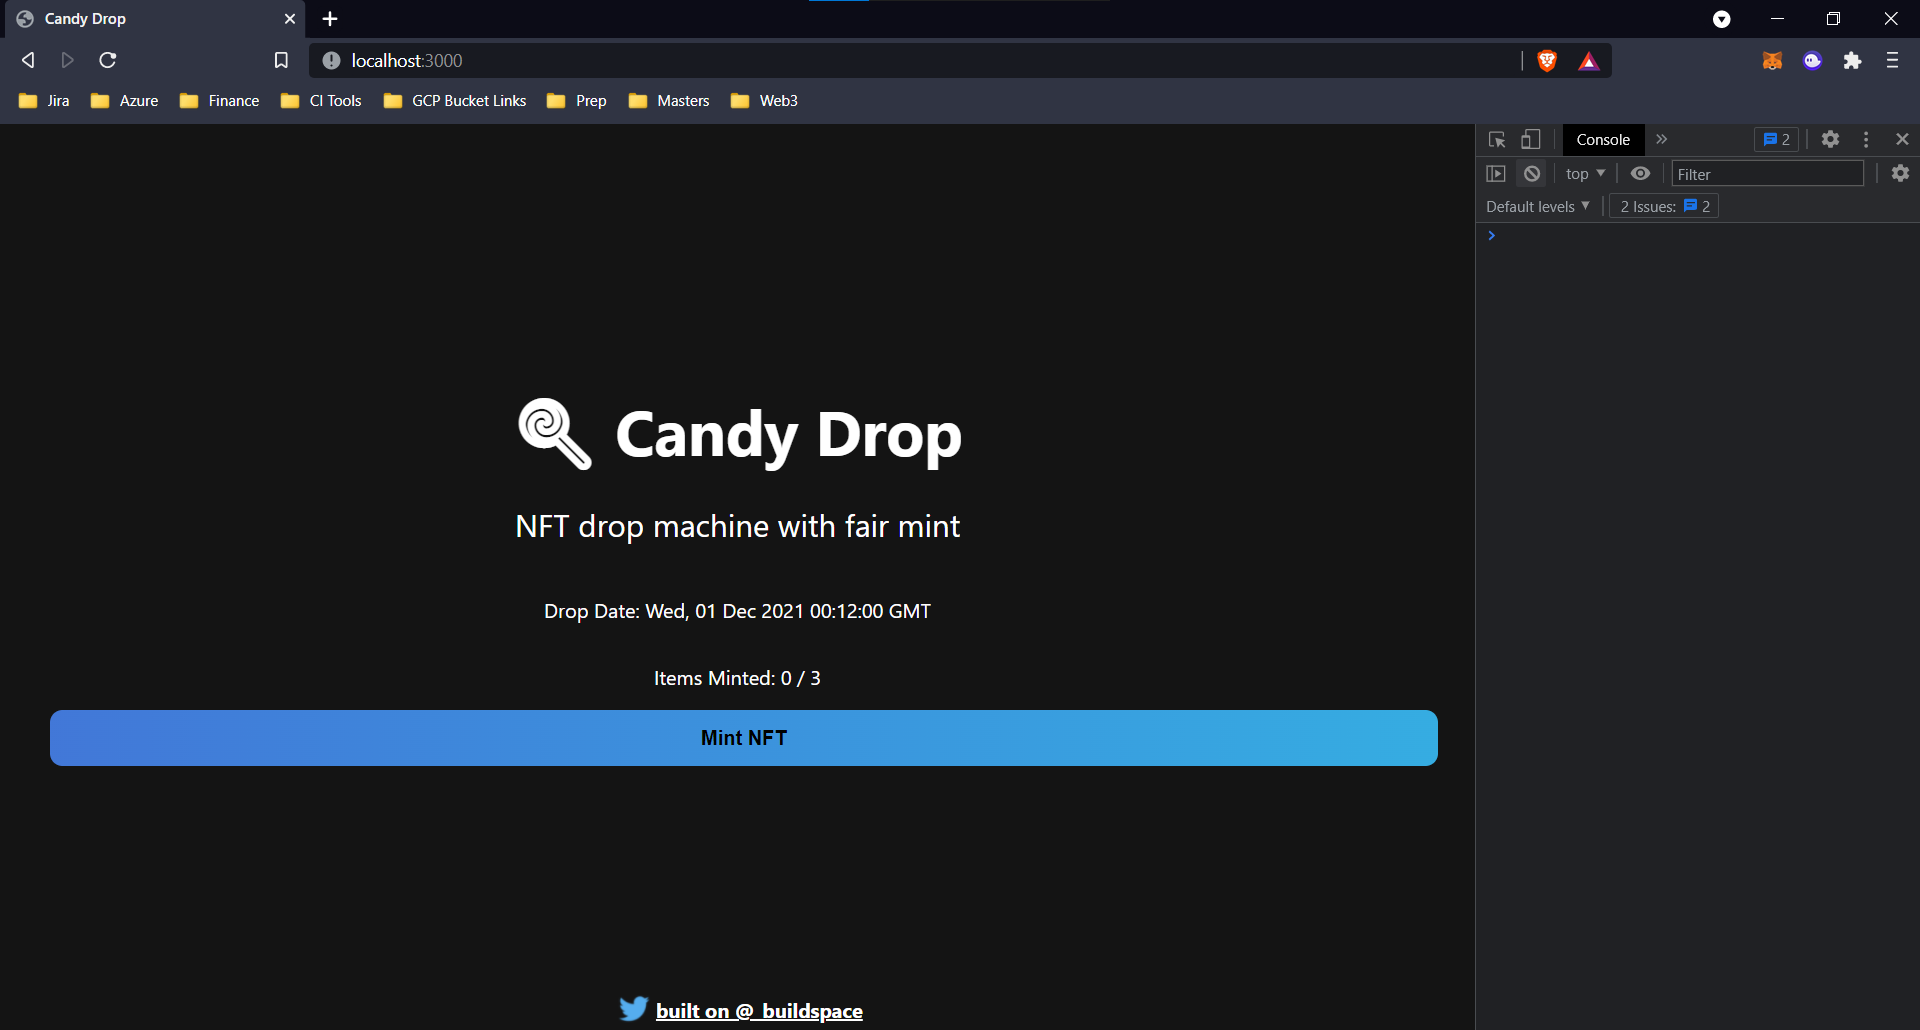 Candy Drop
localhost:3000
Jira Azure Finance CI Tools GCP Bucket Links Prep Masters Web3
Console 2
top Filter
Default levels 2 Issues: 2
Candy Drop
NFT drop machine with fair mint
Drop Date: Wed, 01 Dec 2021 00:12:00 GMT
Items Minted: 0 / 3
Mint NFT
built on @_buildspace